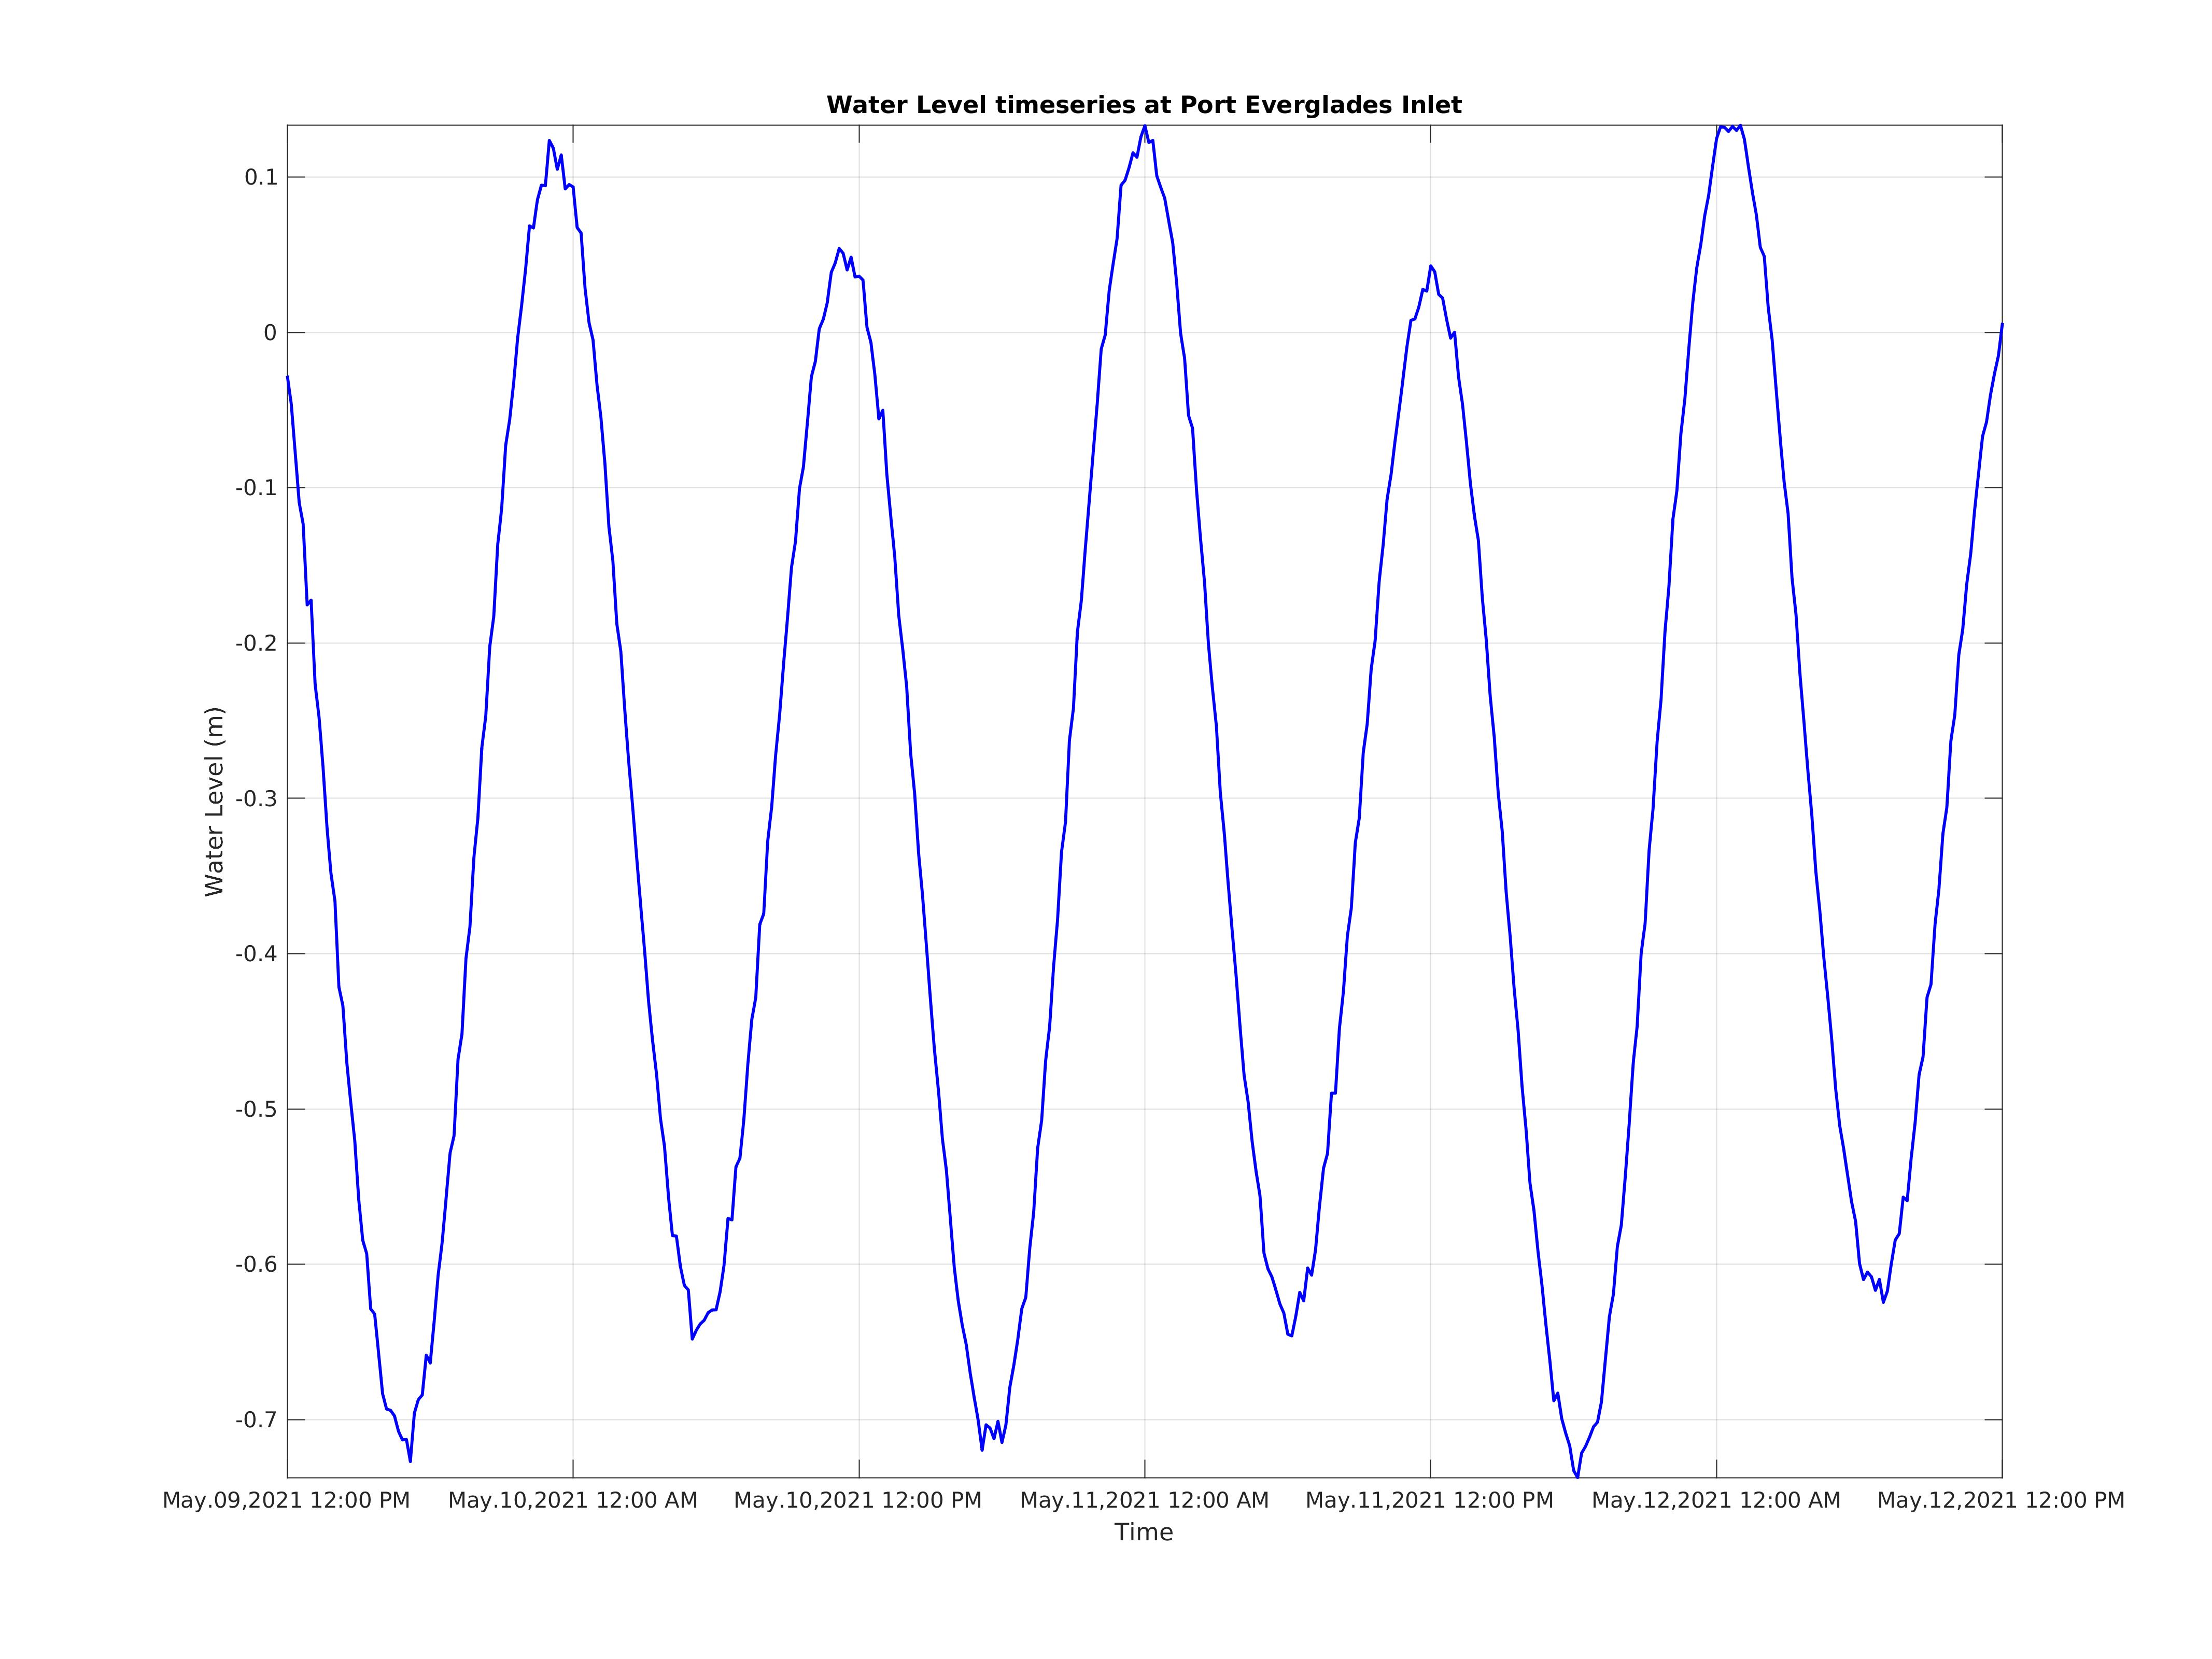 Water Level timeseries at Port Everglades Inlet
0.1
0
-0.1
-0.2
-0.3
-0.4
-0.5
-0.6
-0.7
Water Level (m)
May.09,2021 12:00 PM May.10,2021 12:00 AM May.10,2021 12:00 PM May.11,2021 12:00 AM May.11,2021 12:00 PM May.12,2021 12:00 AM May.12,2021 12:00 PM
Time